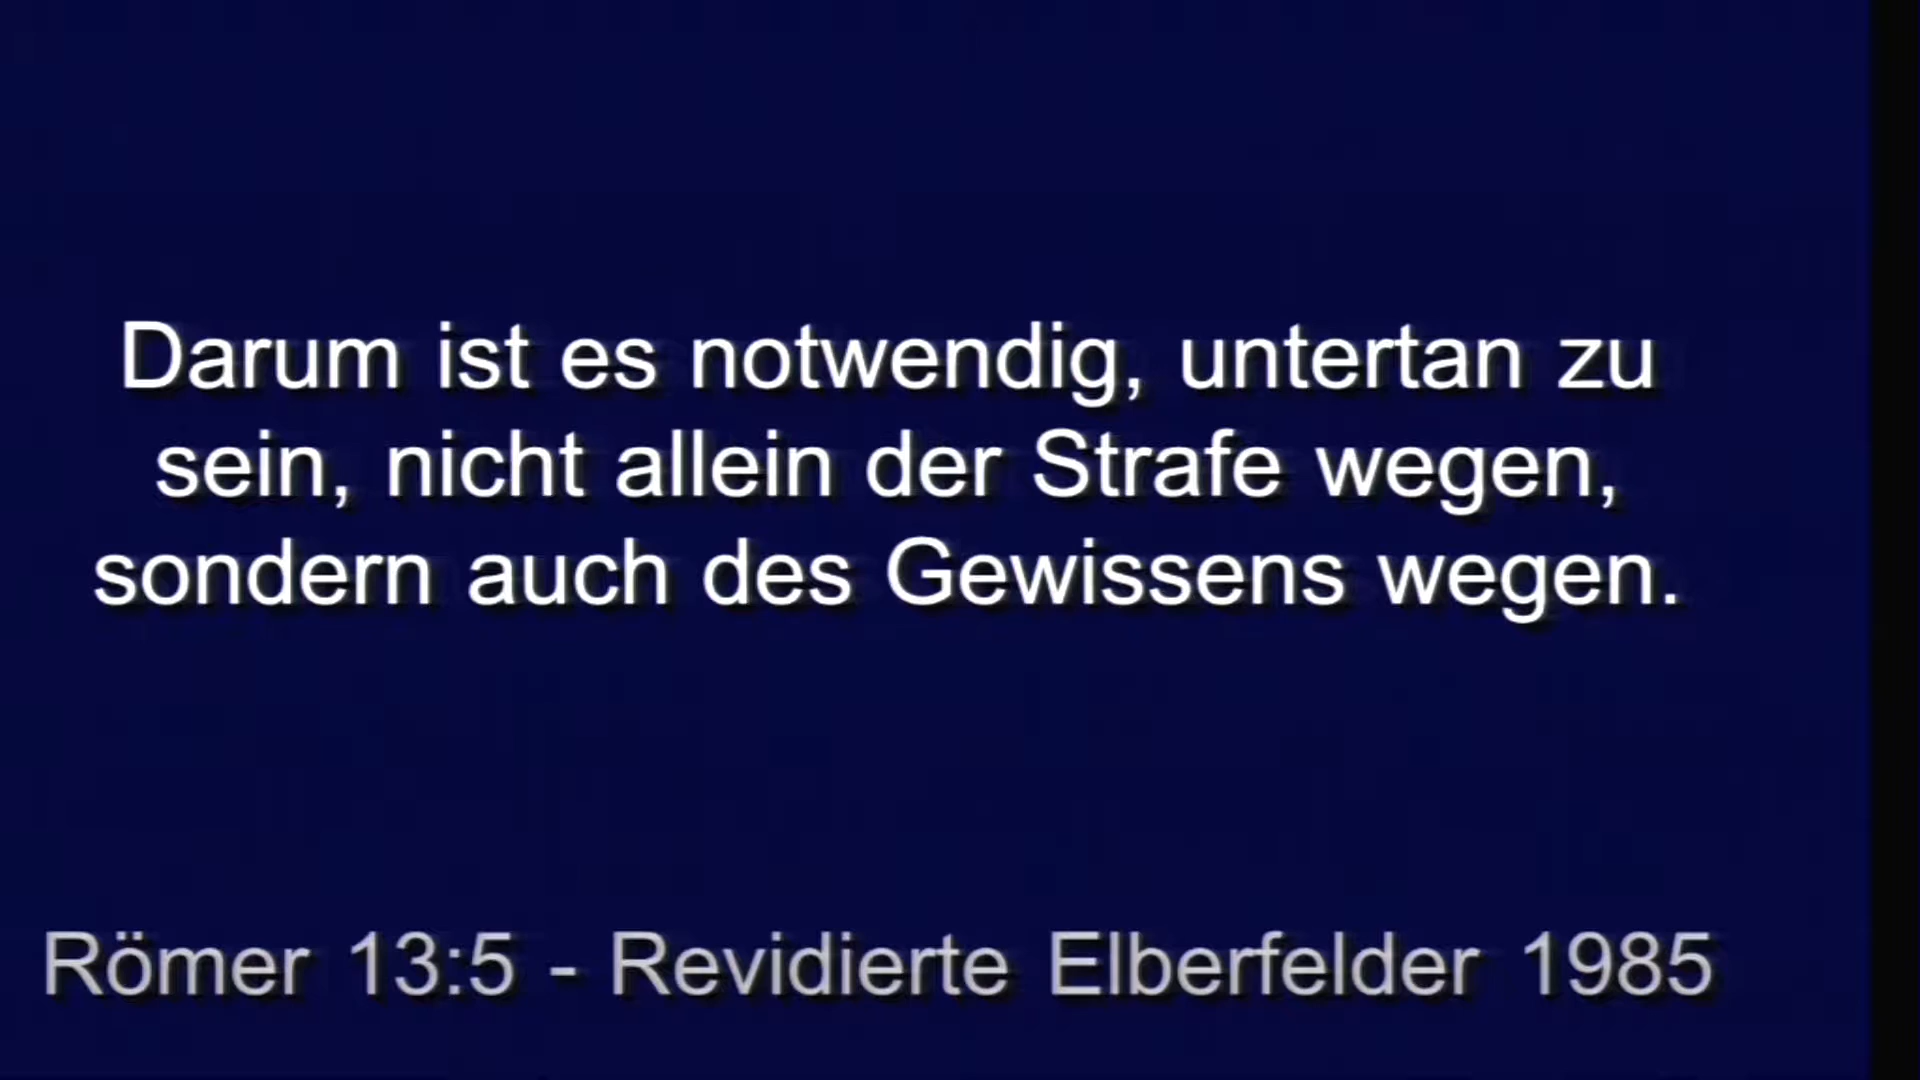 Darum ist es notwendig, untertan zu
sein, nicht allein der Strafe wegen,
sondern auch des Gewissens wegen.
Römer 13:5 - Revidierte Elberfelder 1985